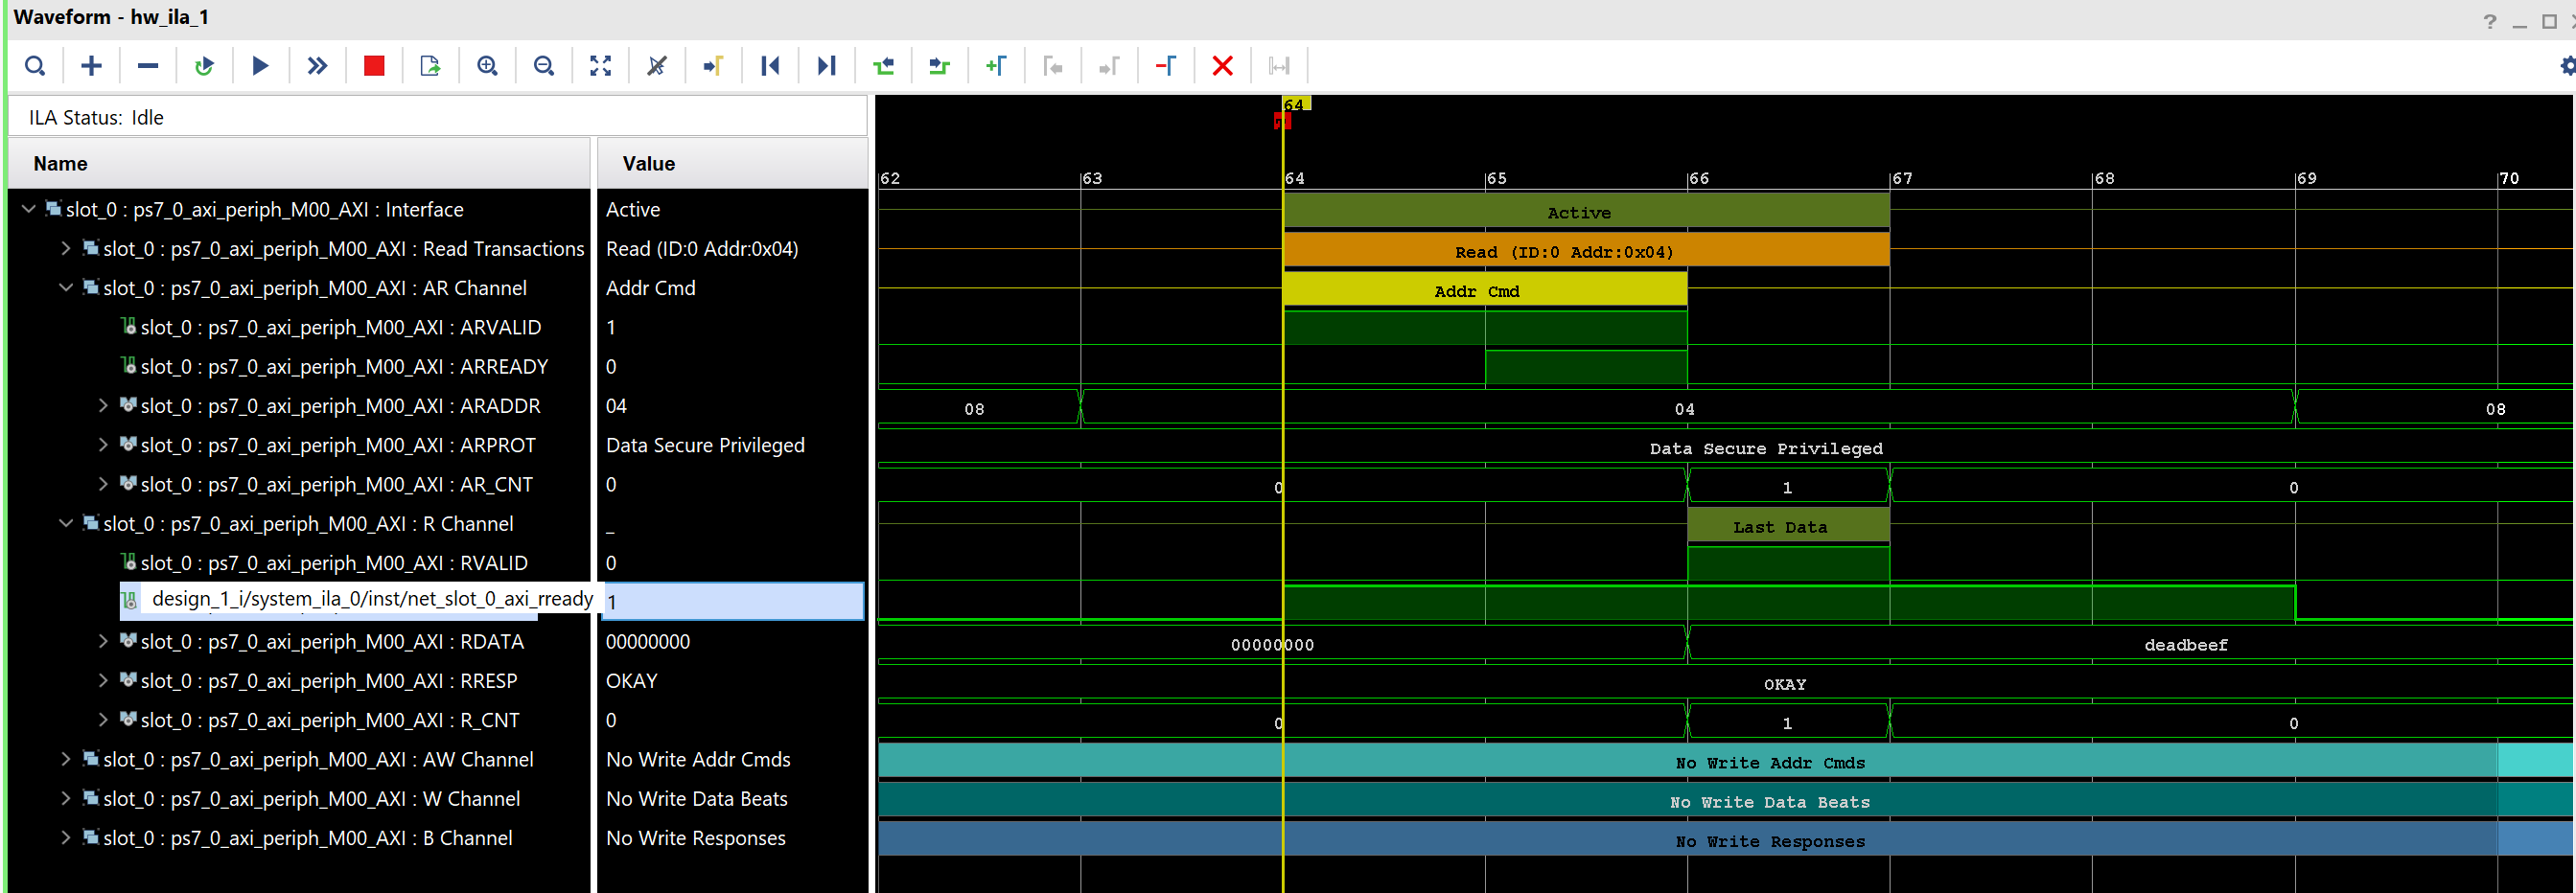 Waveform - hw_ila_1
ILA Status: Idle
Name Value
64
62 63 64 65 66 67 68 69 70
slot_0 : ps7_0_axi_periph_M00_AXI : Interface Active Active
slot_0 : ps7_0_axi_periph_M00_AXI : Read Transactions Read (ID:0 Addr:0x04) Read (ID:0 Addr:0x04)
slot_0 : ps7_0_axi_periph_M00_AXI : AR Channel Addr Cmd Addr Cmd
slot_0 : ps7_0_axi_periph_M00_AXI : ARVALID 1
slot_0 : ps7_0_axi_periph_M00_AXI : ARREADY 0
slot_0 : ps7_0_axi_periph_M00_AXI : ARADDR 04 08 04 08
slot_0 : ps7_0_axi_periph_M00_AXI : ARPROT Data Secure Privileged Data Secure Privileged
slot_0 : ps7_0_axi_periph_M00_AXI : AR_CNT 0 0 1 0
slot_0 : ps7_0_axi_periph_M00_AXI : R Channel _ Last Data
slot_0 : ps7_0_axi_periph_M00_AXI : RVALID 0
design_1_i/system_ila_0/inst/net_slot_0_axi_rready 1
slot_0 : ps7_0_axi_periph_M00_AXI : RDATA 00000000 00000000 deadbeef
slot_0 : ps7_0_axi_periph_M00_AXI : RRESP OKAY OKAY
slot_0 : ps7_0_axi_periph_M00_AXI : R_CNT 0 0 1 0
slot_0 : ps7_0_axi_periph_M00_AXI : AW Channel No Write Addr Cmds No Write Addr Cmds
slot_0 : ps7_0_axi_periph_M00_AXI : W Channel No Write Data Beats No Write Data Beats
slot_0 : ps7_0_axi_periph_M00_AXI : B Channel No Write Responses No Write Responses